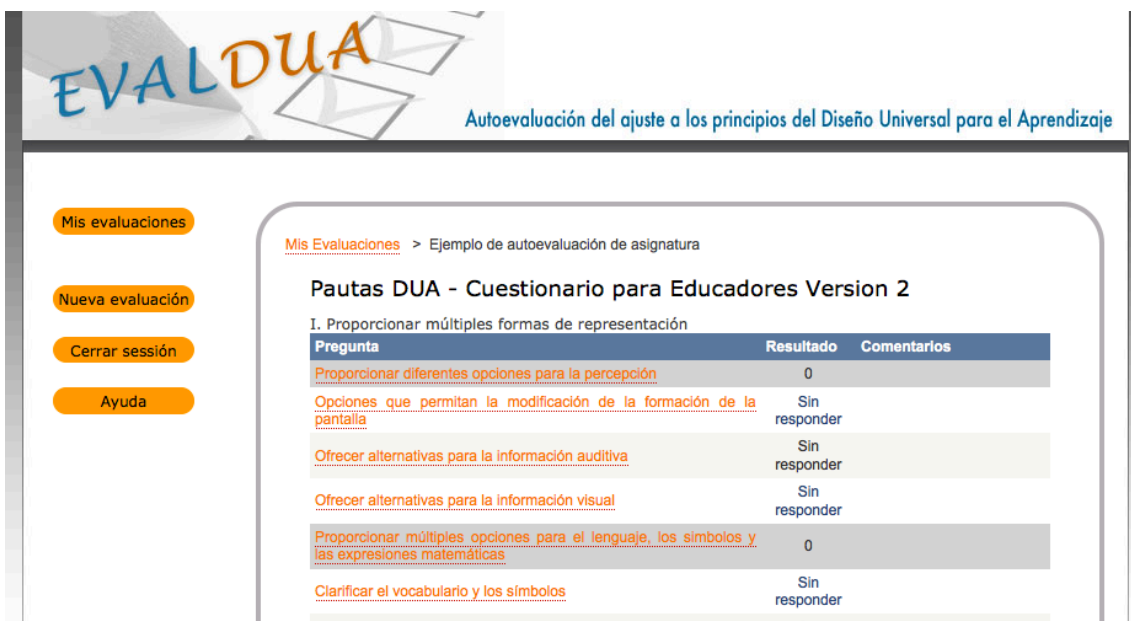 EVALDUA
Autoevaluación del ajuste a los principios del Diseño Universal para el Aprendizaje
Mis evaluaciones
Nueva evaluación
Cerrar sesión
Ayuda
Mis Evaluaciones > Ejemplo de autoevaluación de asignatura
Pautas DUA - Cuestionario para Educadores Version 2
I. Proporcionar múltiples formas de representación
Pregunta Resultado Comentarios
Proporcionar diferentes opciones para la percepción 0
Opciones que permitan la modificación de la formación de la Sin
pantalla responder
Ofrecer alternativas para la información auditiva Sin
responder
Ofrecer alternativas para la información visual Sin
responder
Proporcionar múltiples opciones para el lenguaje, los simbolos y 0
las expresiones matemáticas
Clarificar el vocabulario y los símbolos Sin
responder